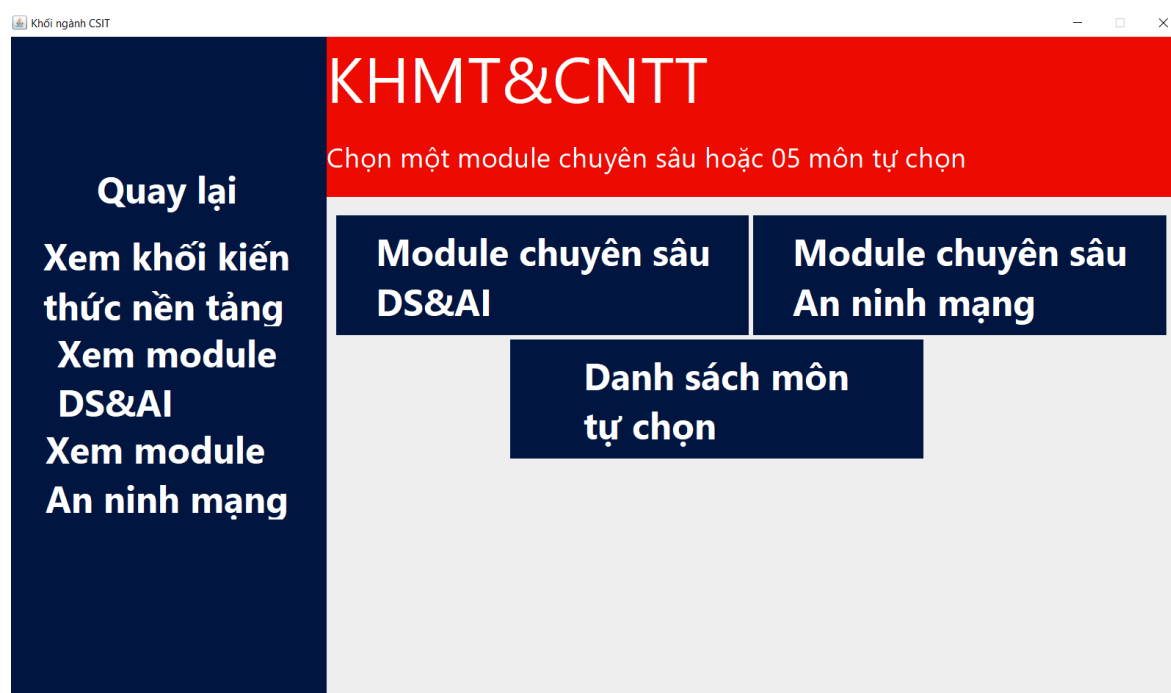 Khối ngành CSIT
KHMT&CNTT
Chọn một module chuyên sâu hoặc 05 môn tự chọn
Quay lại
Xem khối kiến
thức nền tảng
Xem module
DS&AI
Xem module
An ninh mạng
Module chuyên sâu
DS&AI
Module chuyên sâu
An ninh mạng
Danh sách môn
tự chọn